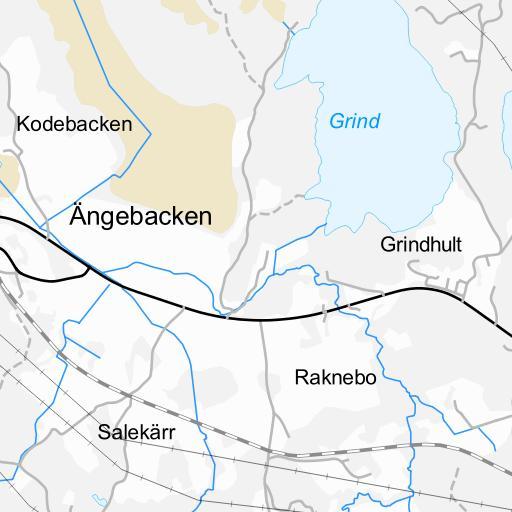 Grind
Kodebacken
Ängebacken
Grindhult
Raknebo
Salekärr